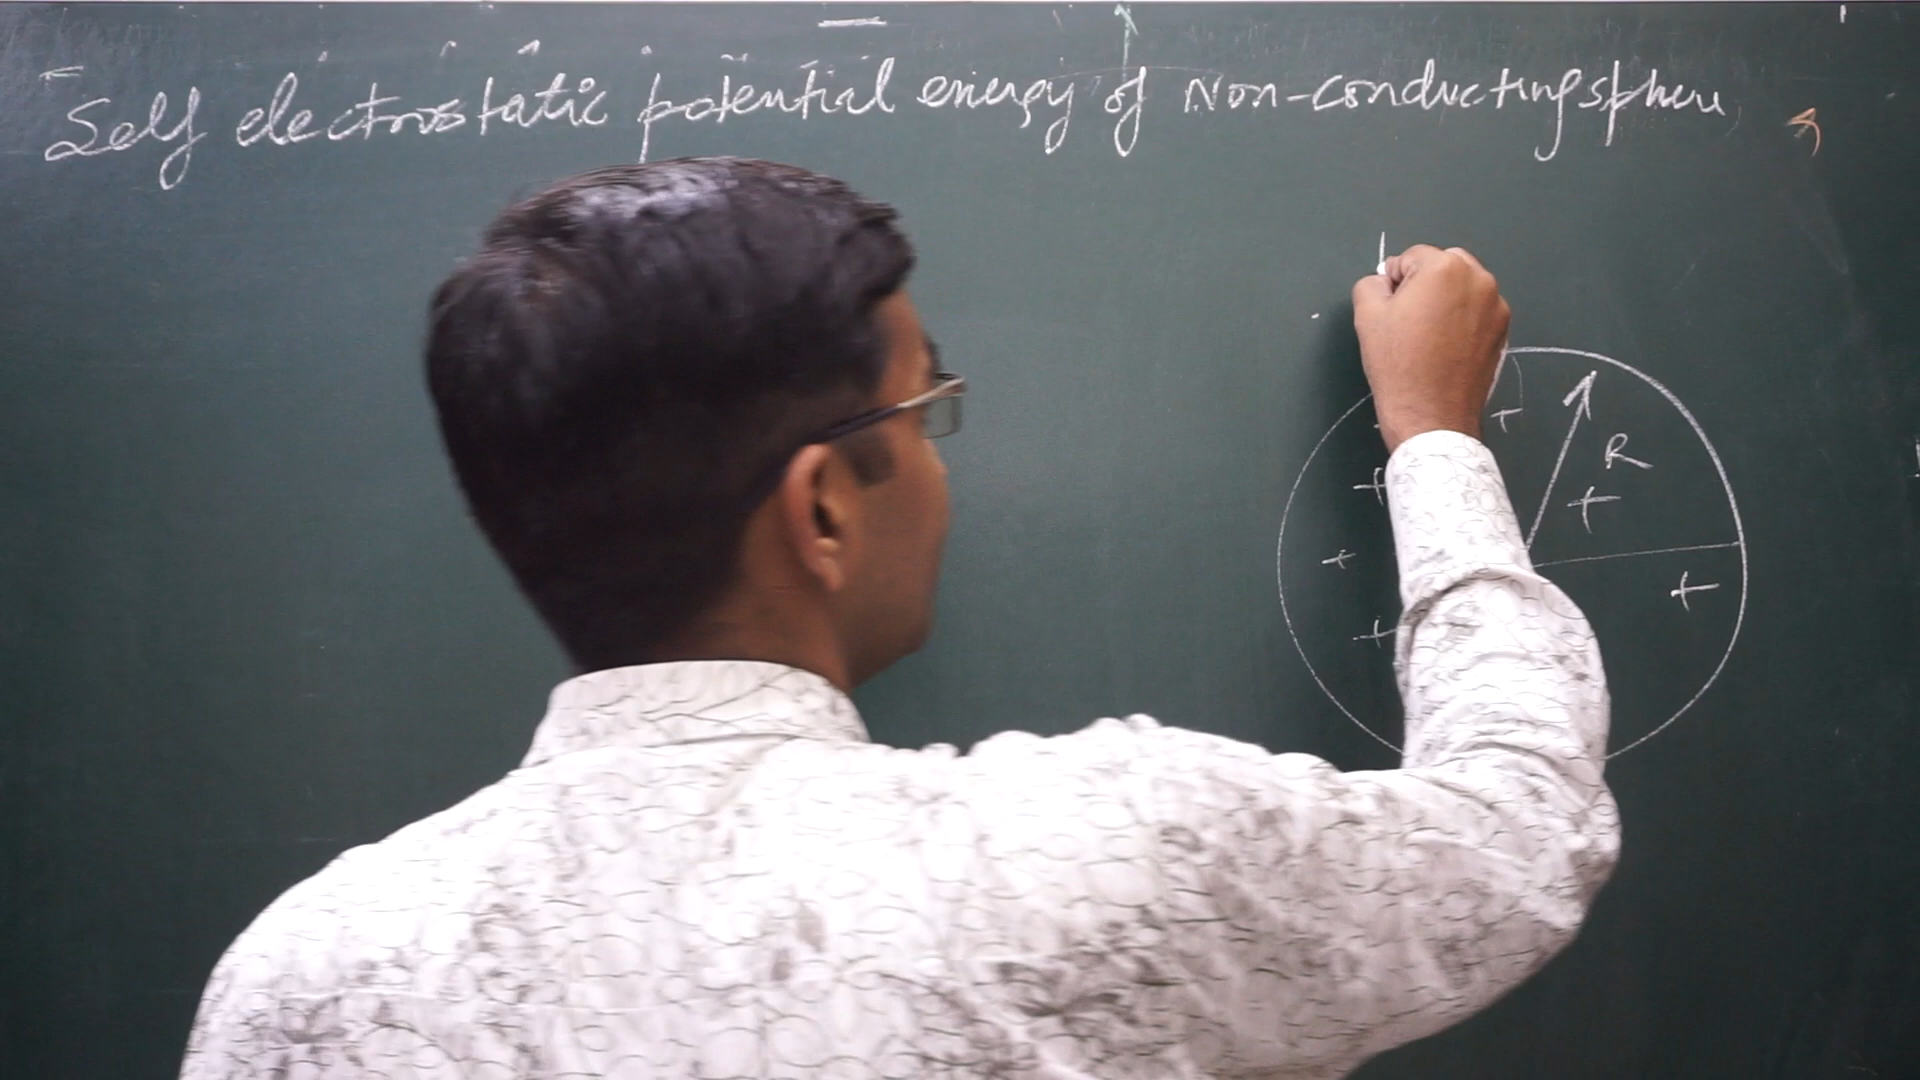 Self electrostatic potential energy of Non-conducting sphere
+
R
+ +
+ +
+